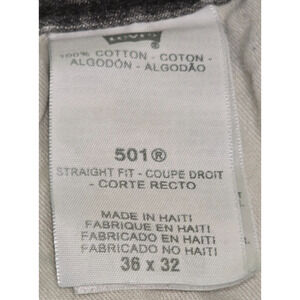 Levi's
100% COTTON - COTON -
ALGODÓN - ALGODÃO
501®
STRAIGHT FIT - COUPE DROIT
- CORTE RECTO
MADE IN HAITI
FABRIQUE EN HAITI
FABRICADO EN HAITI
FABRICADO NO HAITI
36 x 32